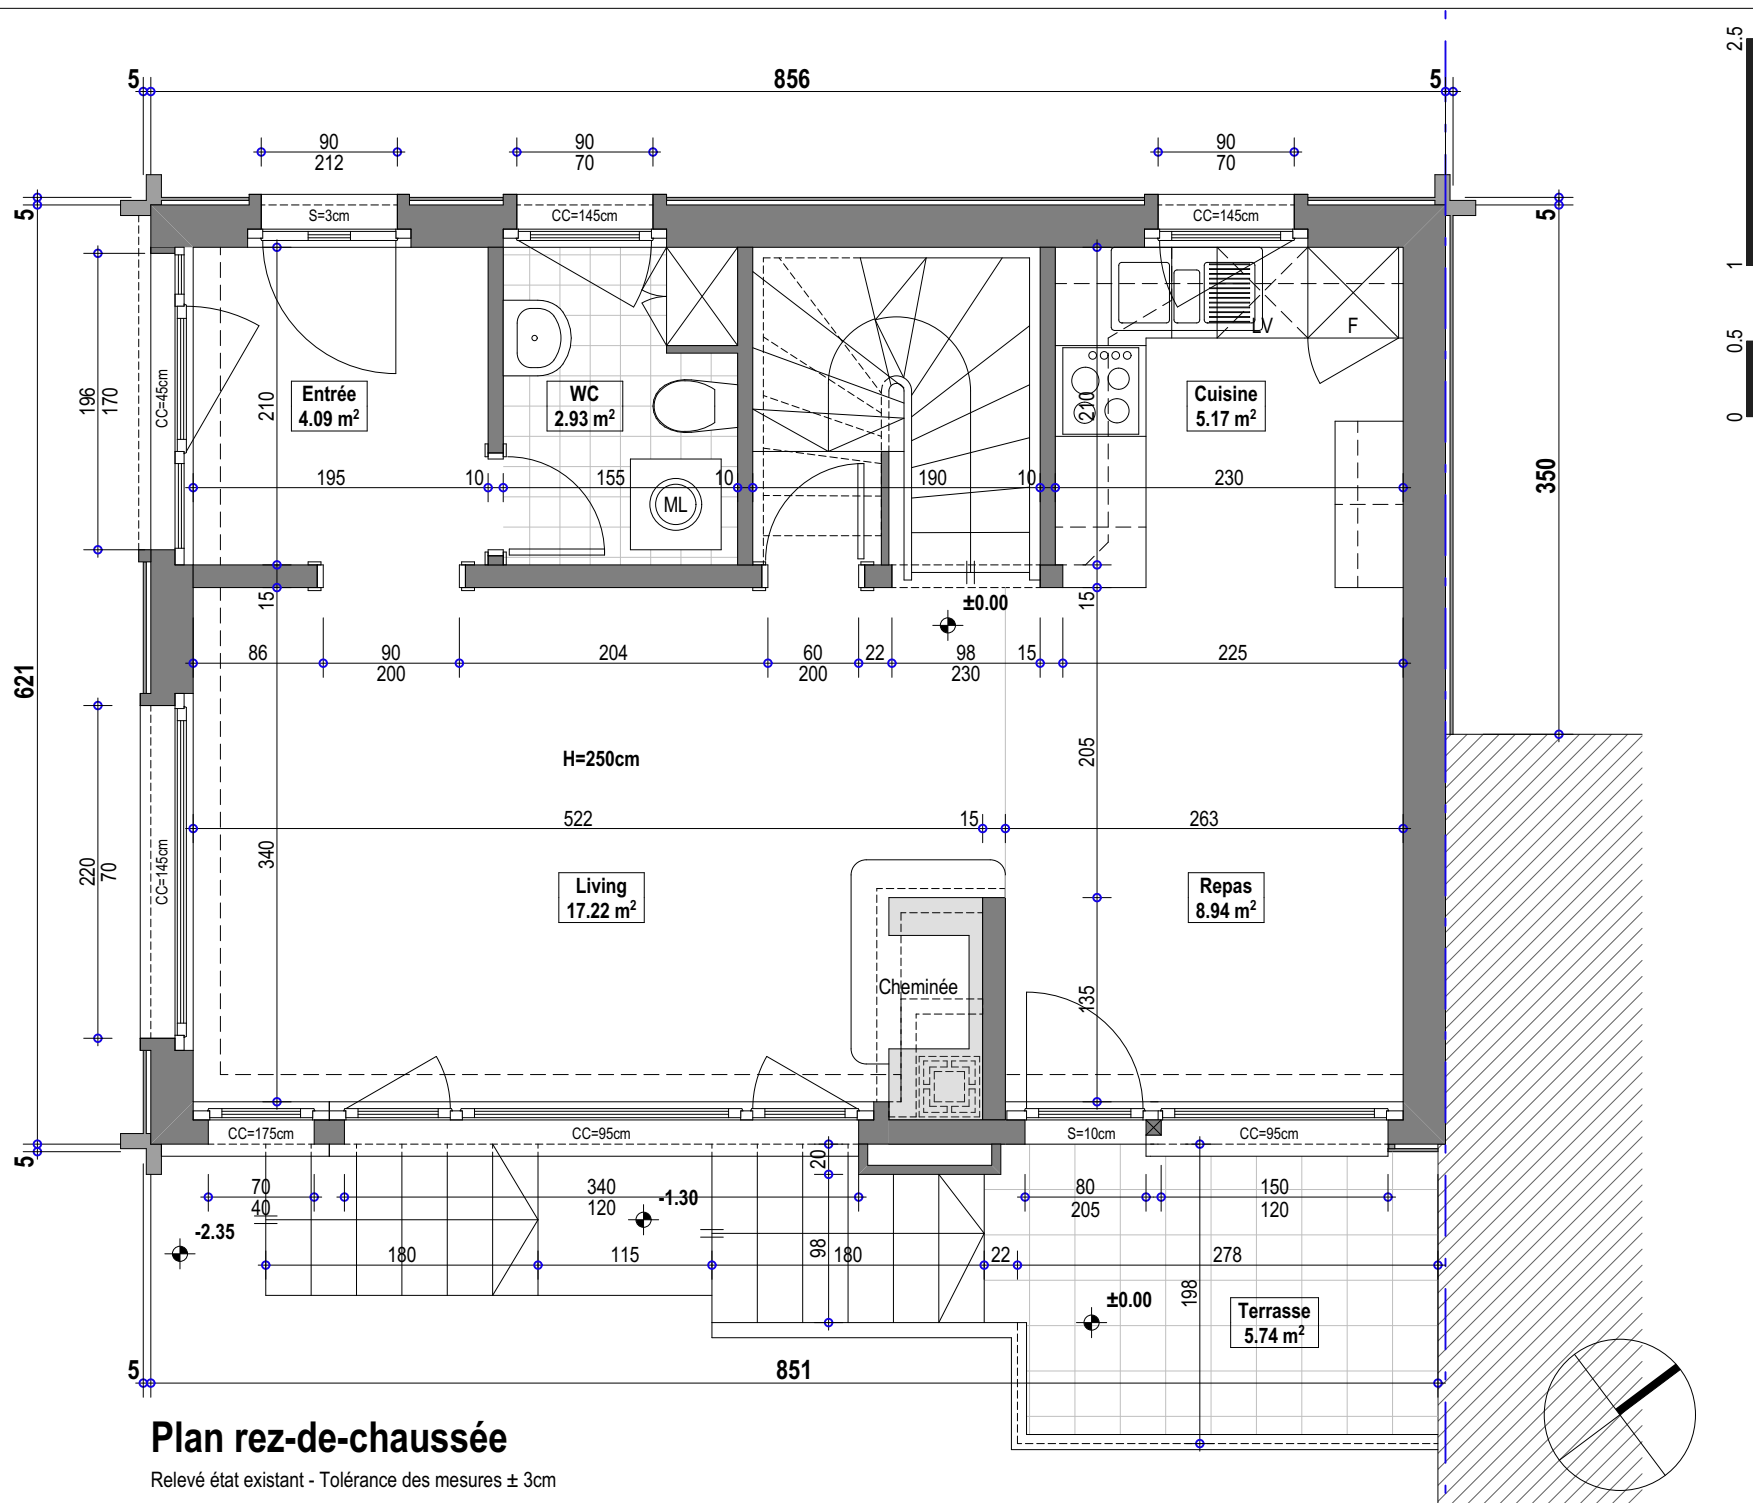 2.5
1
0.5
0
5
856
5
90
212
90
70
90
70
S=3cm
CC=145cm
CC=145cm
5
5
196
170
CC=45cm
210
Entrée
4.09 m²
WC
2.93 m²
210
Cuisine
5.17 m²
LV
F
350
195
10
155
10
190
10
230
ML
15
15
±0.00
86
90
200
204
60
200
22
98
230
15
225
621
H=250cm
205
522
15
263
220
70
CC=145cm
340
Living
17.22 m²
Repas
8.94 m²
Cheminée
135
CC=175cm
CC=95cm
S=10cm
CC=95cm
5
20
70
40
340
120
-1.30
80
205
150
120
-2.35
180
115
98
180
22
278
198
±0.00
Terrasse
5.74 m²
5
851
Plan rez-de-chaussée
Relevé état existant - Tolérance des mesures ± 3cm